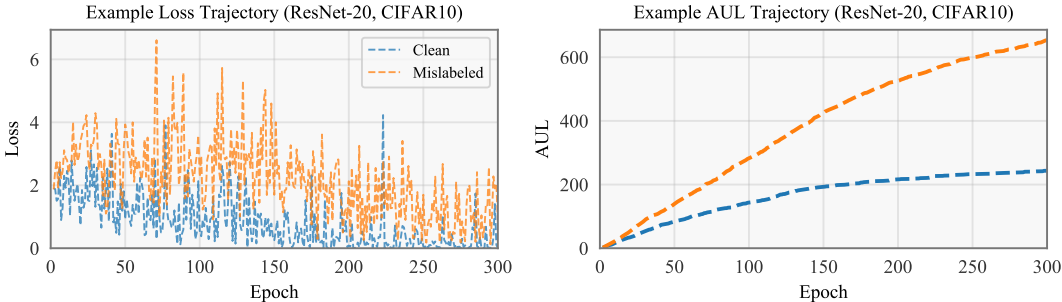 Example Loss Trajectory (ResNet-20, CIFAR10)
Loss
6
4
2
0
Clean
Mislabeled
0 50 100 150 200 250 300
Epoch
Example AUL Trajectory (ResNet-20, CIFAR10)
AUL
600
400
200
0
0 50 100 150 200 250 300
Epoch